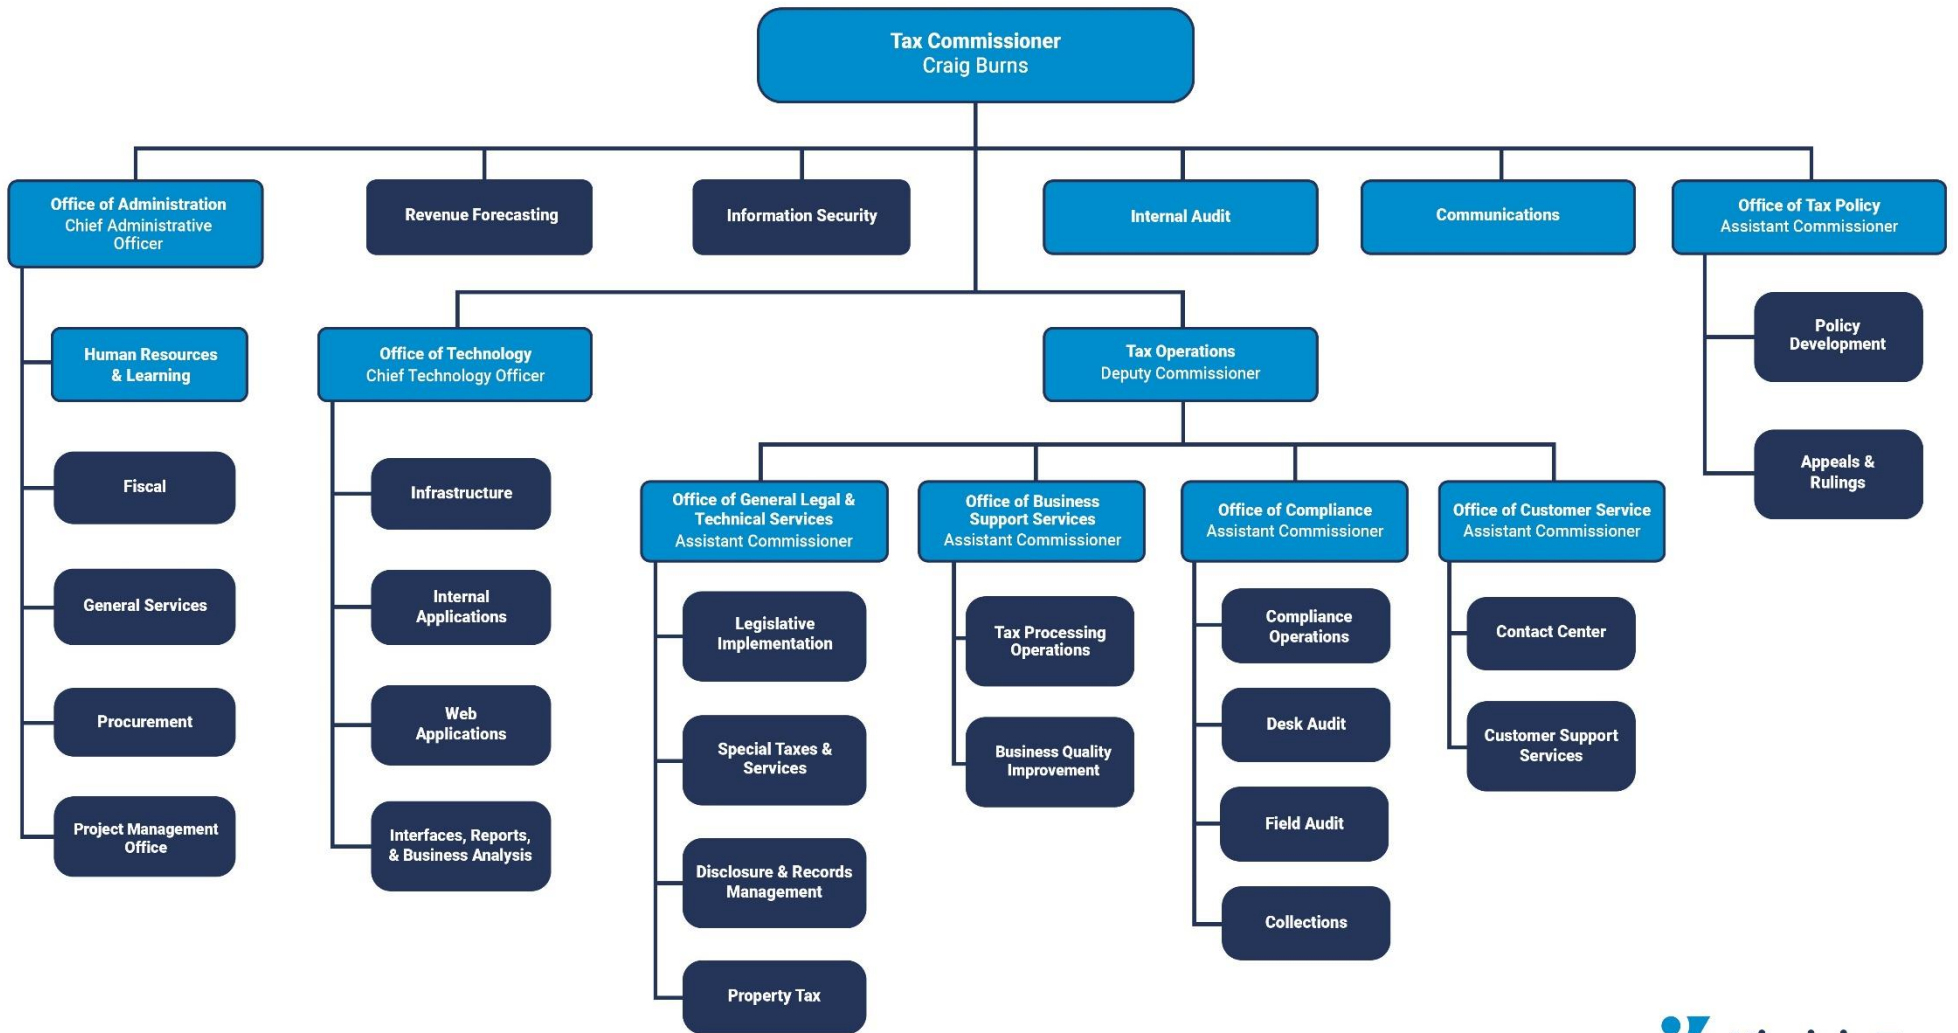 Tax Commissioner
Craig Burns
Office of Administration
Chief Administrative
Officer
Revenue Forecasting
Information Security
Internal Audit
Communications
Office of Tax Policy
Assistant Commissioner
Human Resources
& Learning
Fiscal
General Services
Procurement
Project Management
Office
Office of Technology
Chief Technology Officer
Infrastructure
Internal
Applications
Web
Applications
Interfaces, Reports,
& Business Analysis
Tax Operations
Deputy Commissioner
Office of General Legal &
Technical Services
Assistant Commissioner
Legislative
Implementation
Special Taxes &
Services
Disclosure & Records
Management
Property Tax
Office of Business
Support Services
Assistant Commissioner
Tax Processing
Operations
Business Quality
Improvement
Office of Compliance
Assistant Commissioner
Compliance
Operations
Desk Audit
Field Audit
Collections
Office of Customer Service
Assistant Commissioner
Contact Center
Customer Support
Services
Policy
Development
Appeals &
Rulings